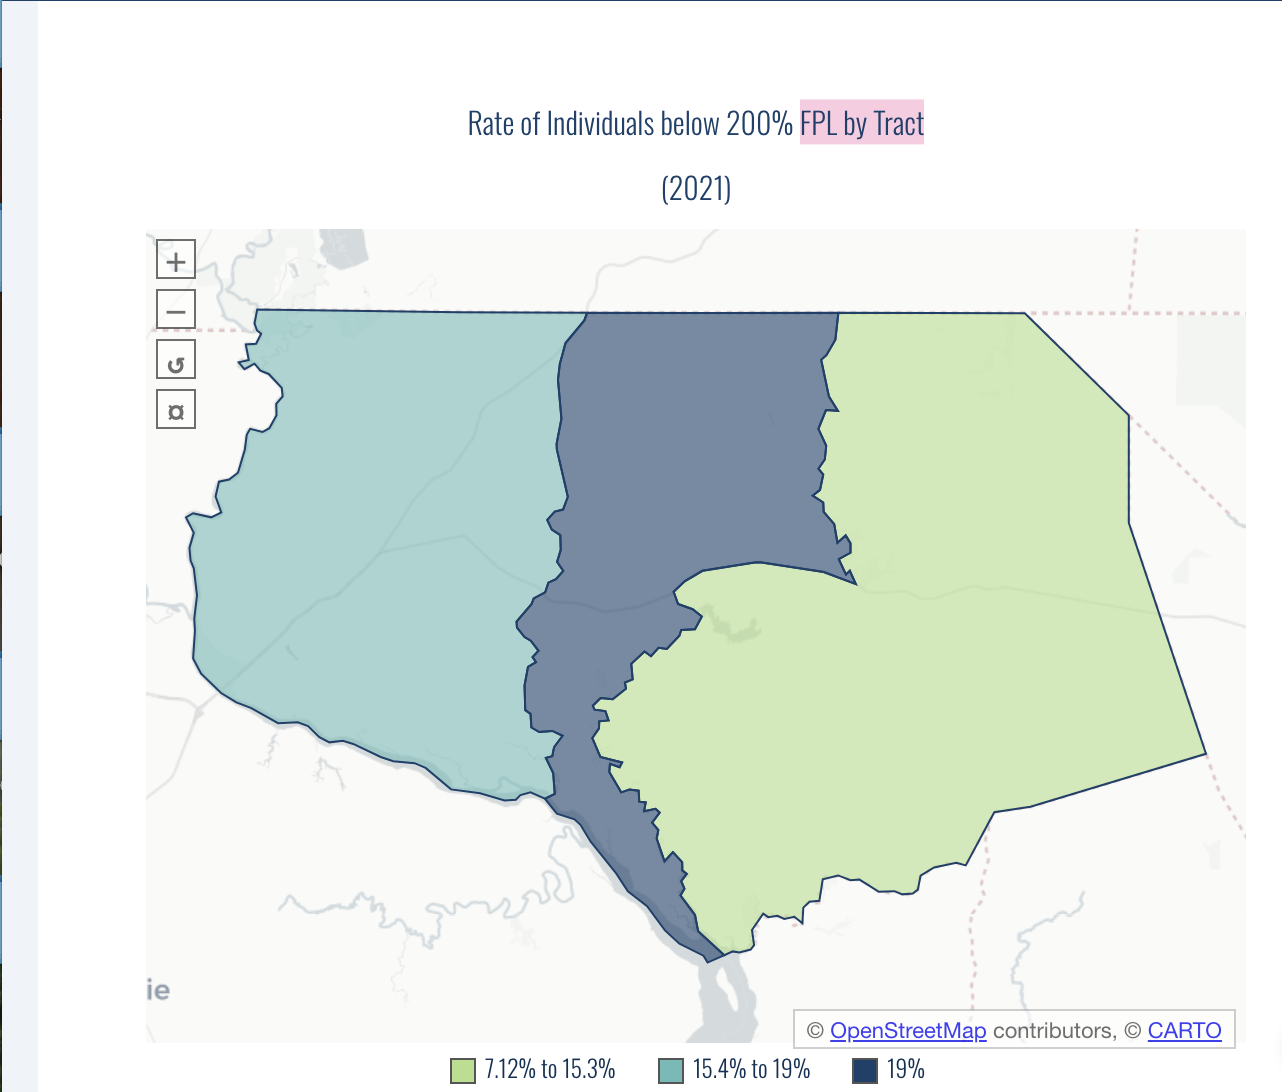 Rate of Individuals below 200% FPL by Tract
(2021)
+
−
↺
¤
ie
© OpenStreetMap contributors, © CARTO
7.12% to 15.3% 15.4% to 19% 19%